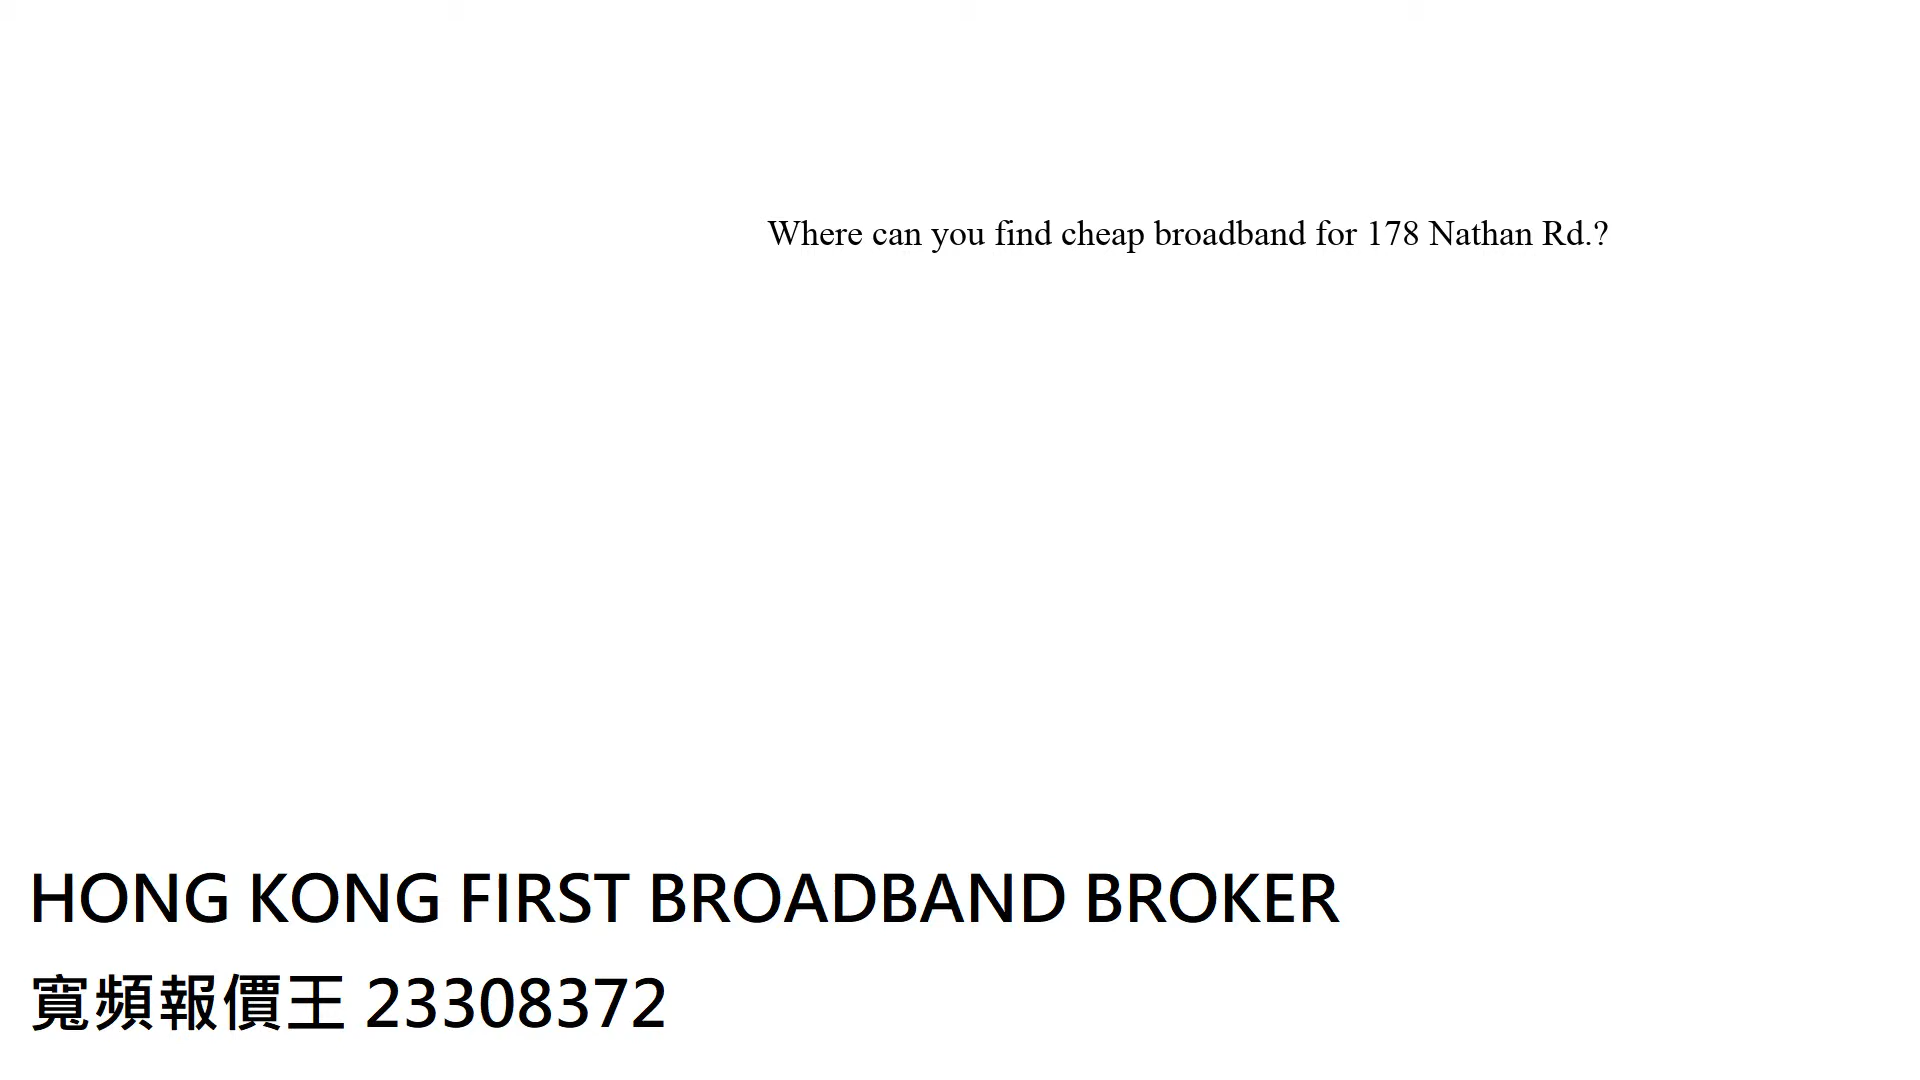 Where can you find cheap broadband for 178 Nathan Rd.?
HONG KONG FIRST BROADBAND BROKER
寬頻報價王 23308372